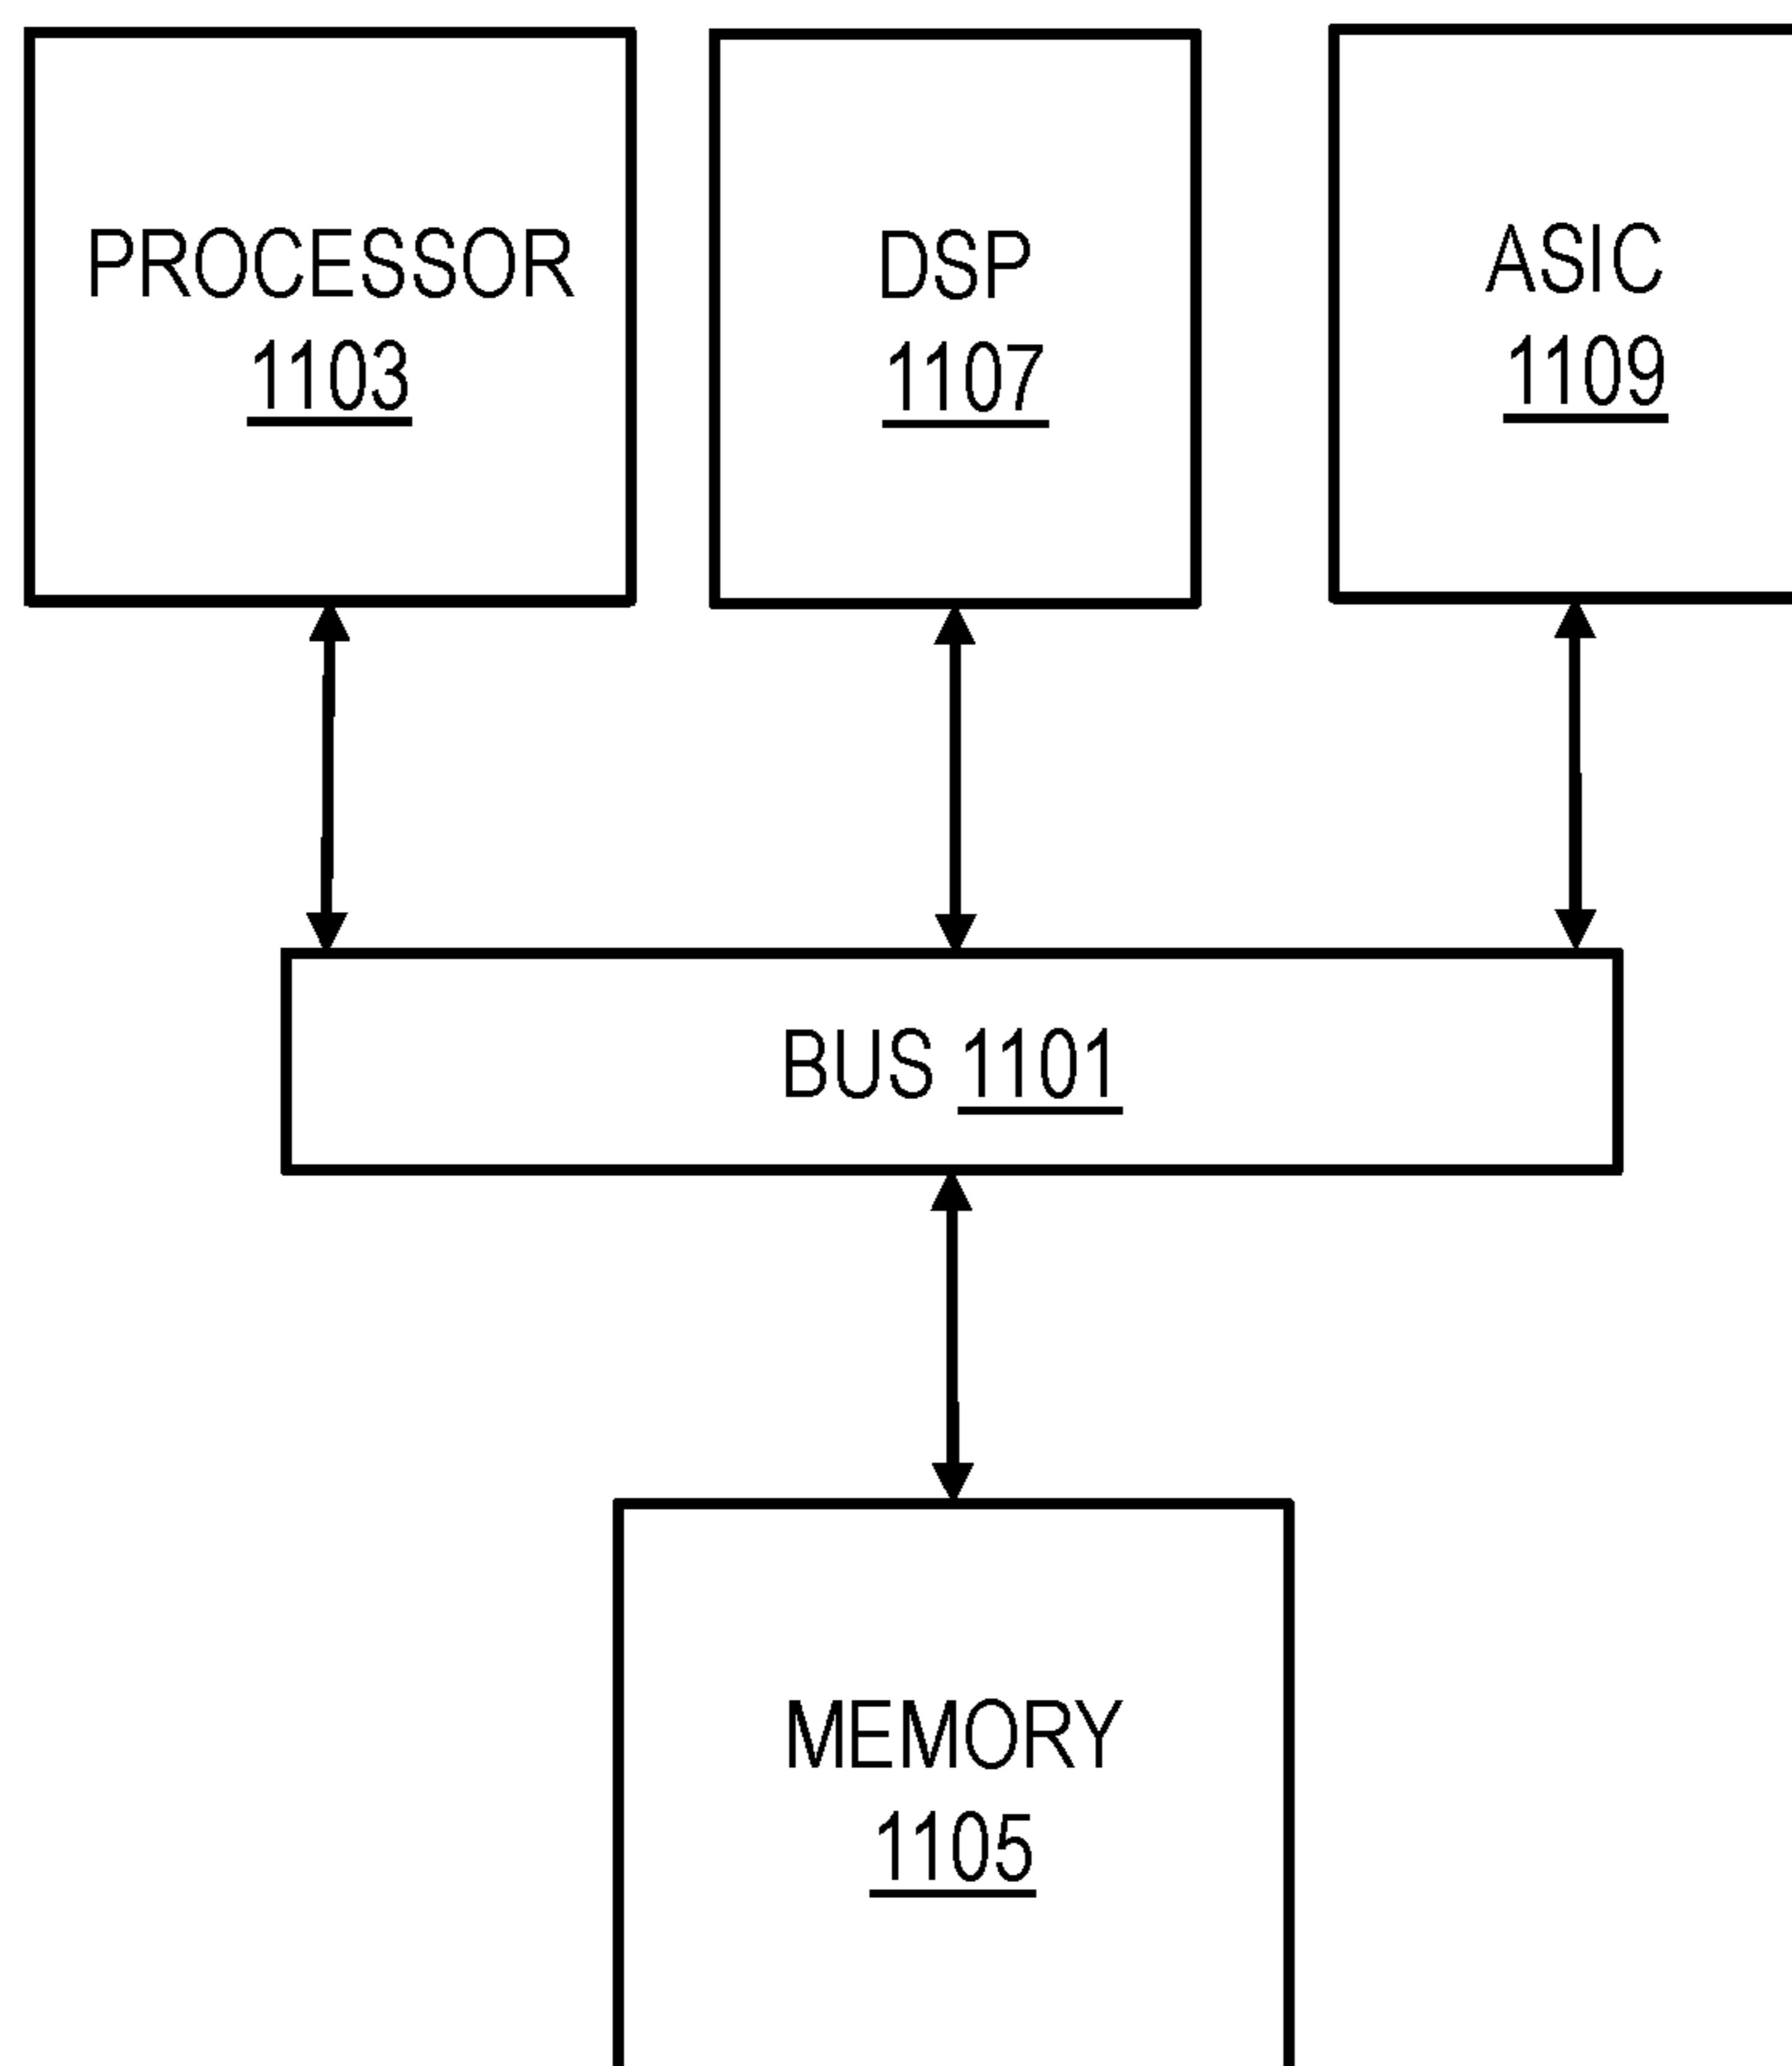 PROCESSOR
1103
DSP
1107
ASIC
1109
BUS 1101
MEMORY
1105